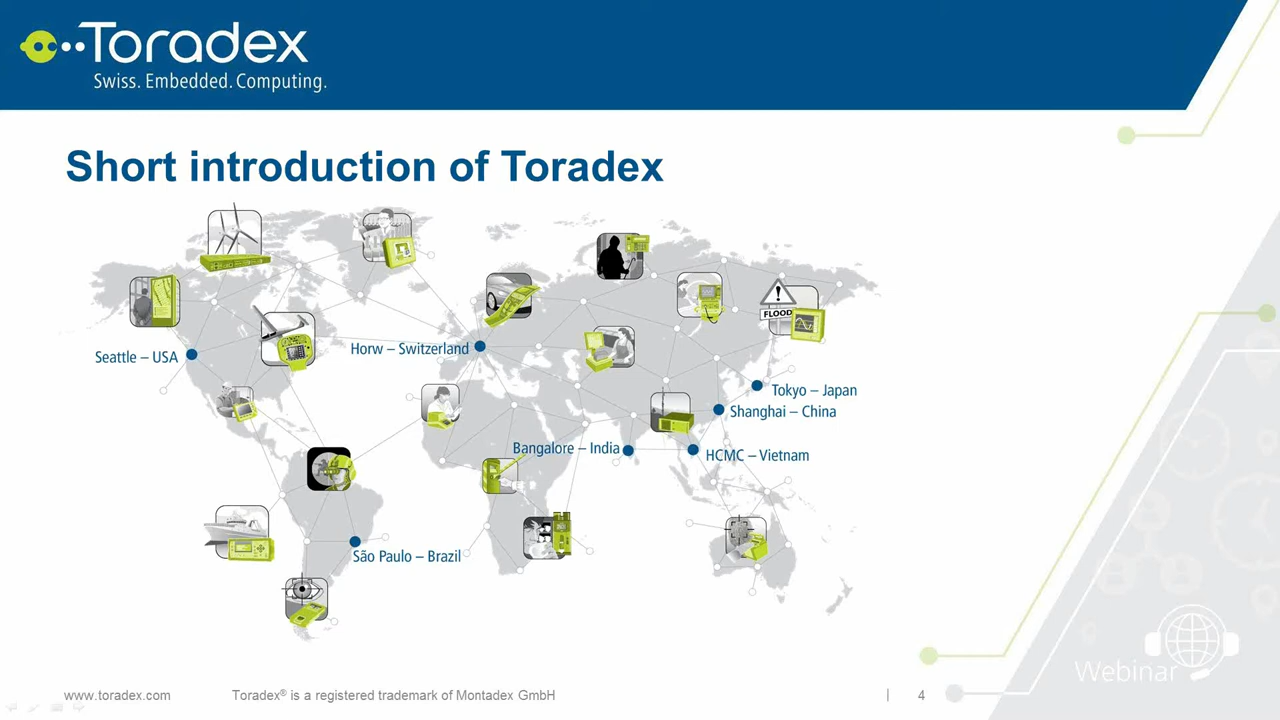 Toradex
Swiss. Embedded. Computing.
Short introduction of Toradex
FLOOD
Seattle – USA
Horw – Switzerland
Tokyo – Japan
Shanghai – China
Bangalore – India
HCMC – Vietnam
São Paulo – Brazil
Webinar
www.toradex.com
Toradex® is a registered trademark of Montadex GmbH
| 4